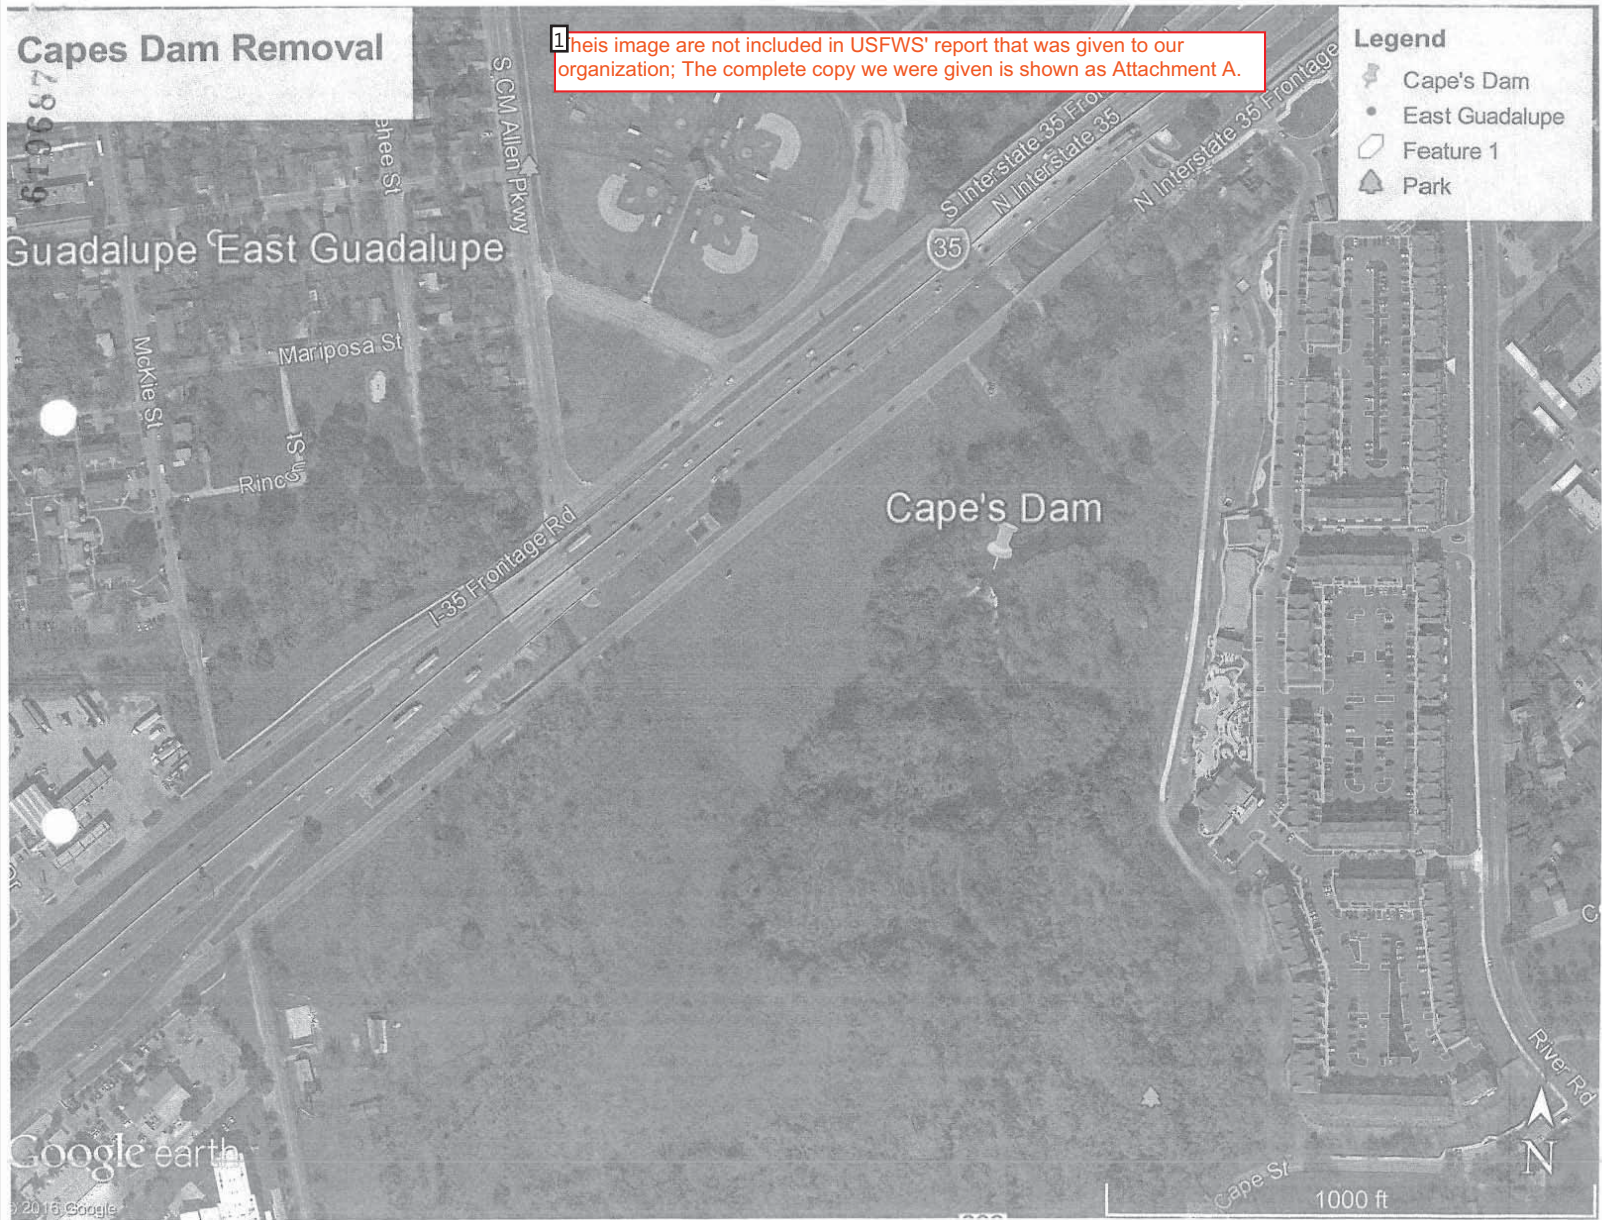 Capes Dam Removal
619687
1
Theis image are not included in USFWS' report that was given to our
organization; The complete copy we were given is shown as Attachment A.
Legend
Cape's Dam
East Guadalupe
Feature 1
Park
S CM Allen Pkwy
S Interstate 35
N Interstate 35
N Interstate 35 Frontage
35
Guadalupe
East Guadalupe
Mariposa St
McKie St
Rincon St
I-35 Frontage Rd
Cape's Dam
River Rd
Cape St
N
1000 ft
Google earth
2016 Google